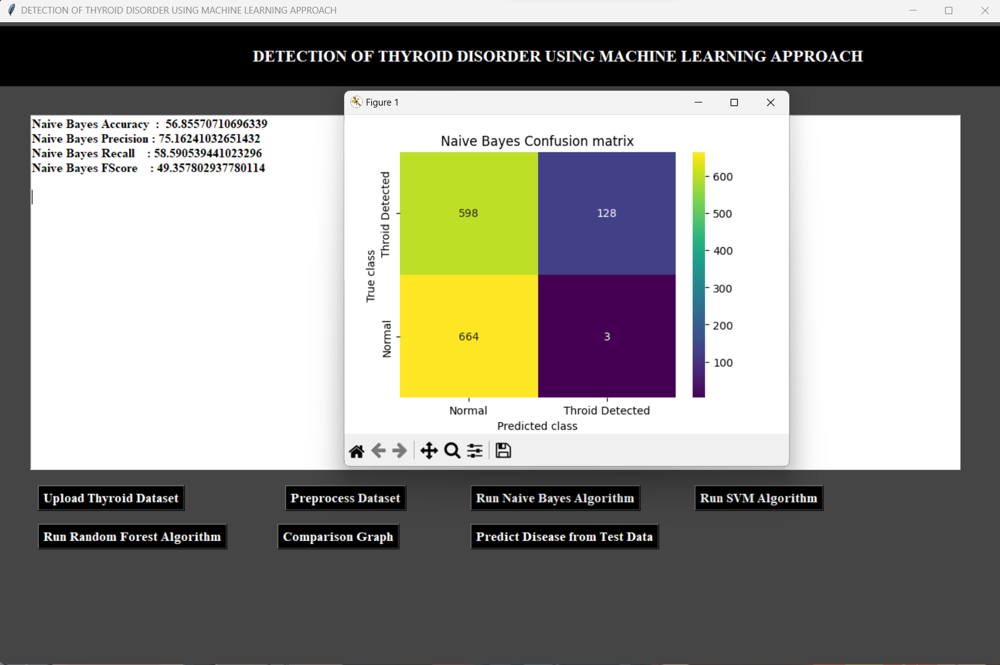 DETECTION OF THYROID DISORDER USING MACHINE LEARNING APPROACH
DETECTION OF THYROID DISORDER USING MACHINE LEARNING APPROACH
Naive Bayes Accuracy : 56.85570710696339
Naive Bayes Precision : 75.16241032651432
Naive Bayes Recall : 58.590539441023296
Naive Bayes FScore : 49.357802937780114
Figure 1
Naive Bayes Confusion matrix
True class
Throid Detected
Normal
598
128
664
3
Normal
Throid Detected
Predicted class
600
500
400
300
200
100
Upload Thyroid Dataset
Preprocess Dataset
Run Naive Bayes Algorithm
Run SVM Algorithm
Run Random Forest Algorithm
Comparison Graph
Predict Disease from Test Data